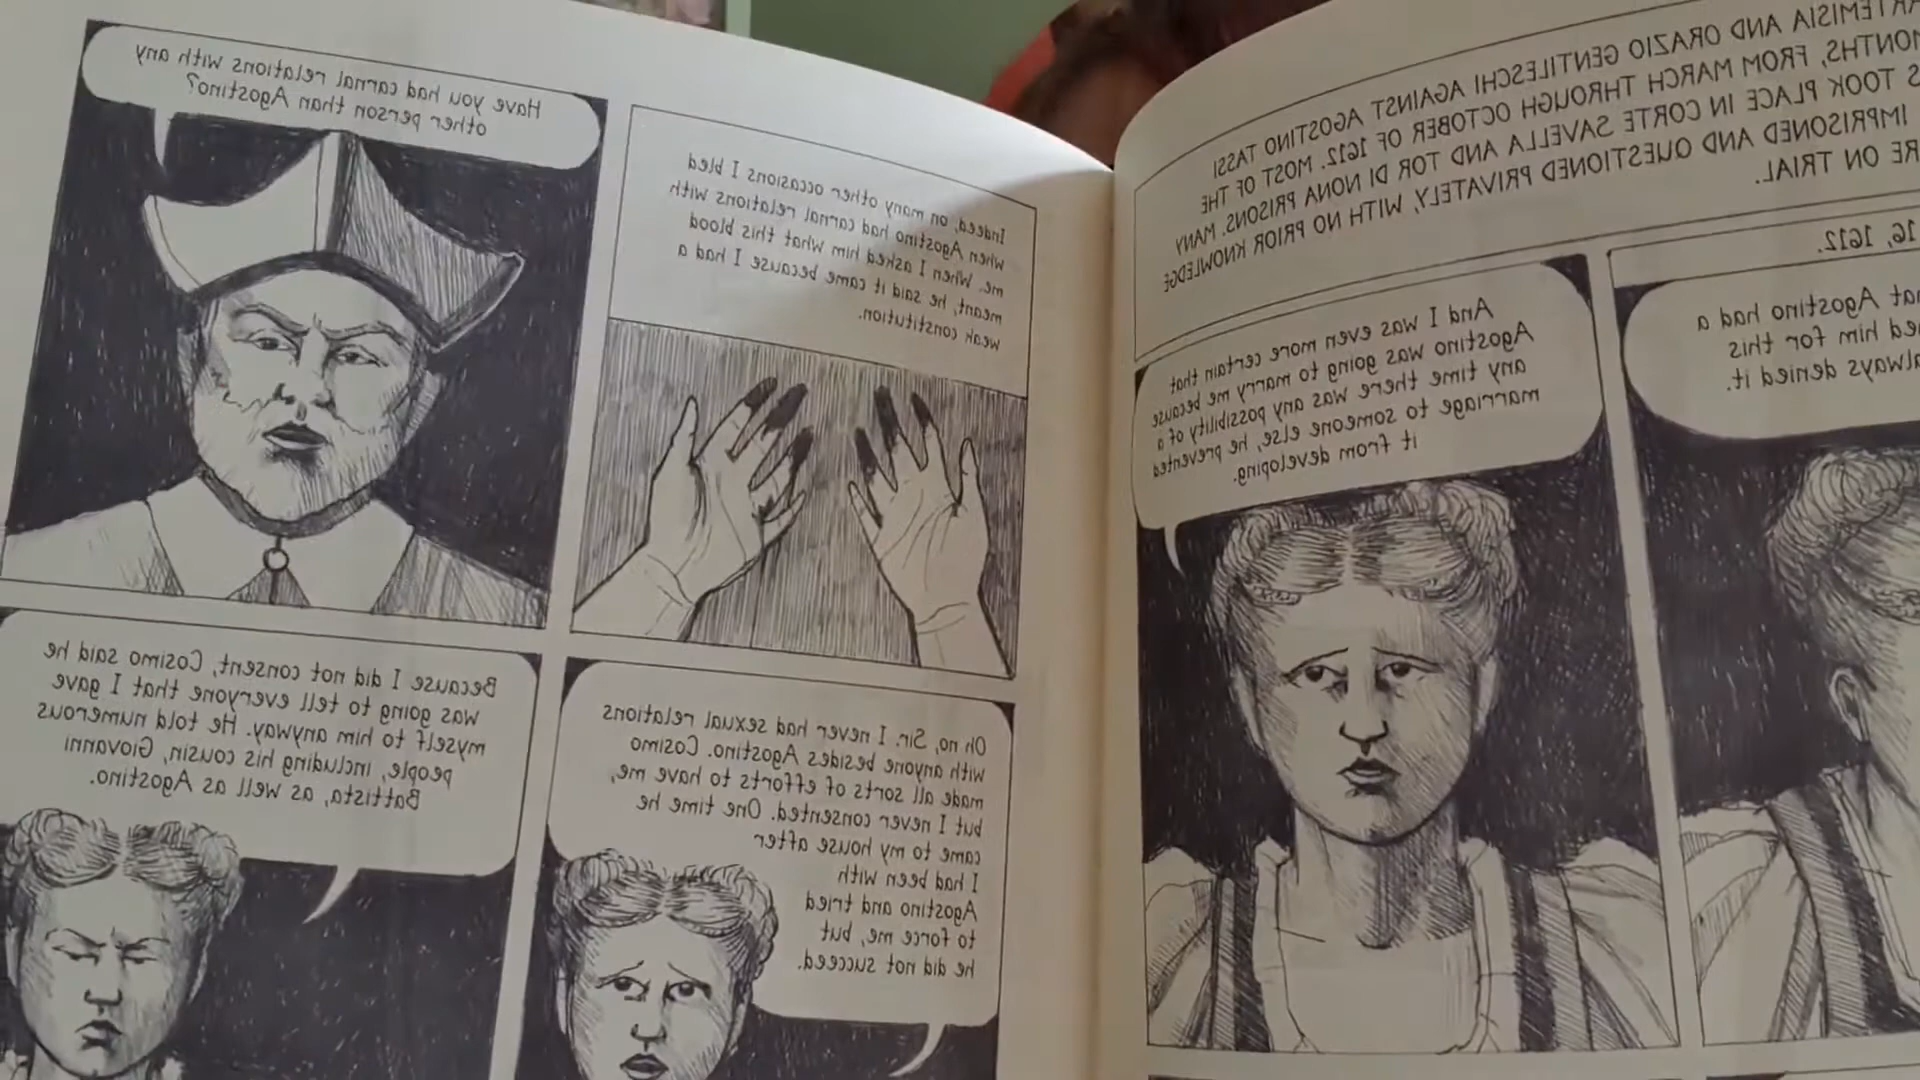 AND ORAZIO GENTILESCHI AGAINST AGOSTINO TASSI
MONTHS, FROM MARCH THROUGH OCTOBER OF 1612. MOST OF THE
TOOK PLACE IN CORTE SAVELLA AND TOR DI NONA PRISONS. MANY
IMPRISONED AND QUESTIONED PRIVATELY, WITH NO PRIOR KNOWLEDGE
ON TRIAL.
16, 1612.
Agostino had a
him for this
always denied it.
And I was even more certain that
Agostino was going to marry me because
any time there was any possibility of a
marriage to someone else, he prevented
it from developing.
Indeed, on many other occasions I bled
when Agostino had carnal relations with
me. When I asked him what this blood
meant, he said it came because I had a
weak constitution.
Have you had carnal relations with any
other person than Agostino?
Oh no, Sir. I never had sexual relations
with anyone besides Agostino. Cosimo
made all sorts of efforts to have me,
but I never consented. One time he
came to my house after
I had been with
Agostino and tried
to force me, but
he did not succeed.
Because I did not consent, Cosimo said he
was going to tell everyone that I gave
myself to him anyway. He told numerous
people, including his cousin, Giovanni
Battista, as well as Agostino.